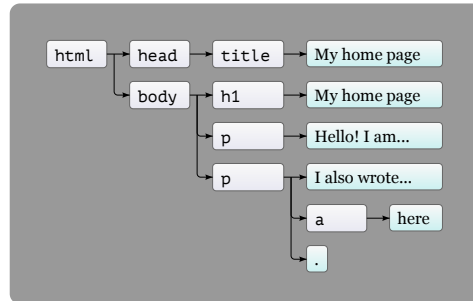 html head title My home page
body h1 My home page
p Hello! I am...
p I also wrote...
a here
.